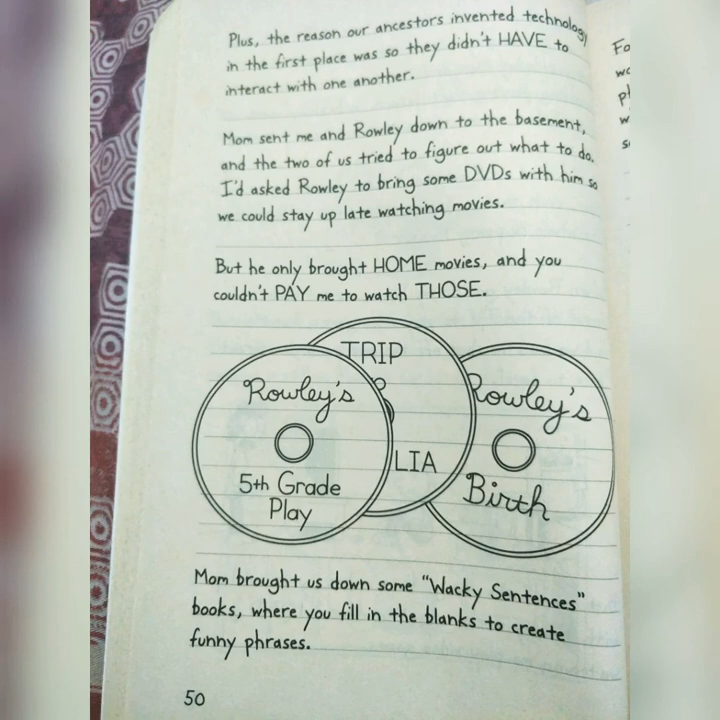 Plus, the reason our ancestors invented technology
in the first place was so they didn't HAVE to
interact with one another.
Mom sent me and Rowley down to the basement,
and the two of us tried to figure out what to do.
I'd asked Rowley to bring some DVDs with him so
we could stay up late watching movies.
But he only brought HOME movies, and you
couldn't PAY me to watch THOSE.
Rowley's
5th Grade
Play
TRIP
LIA
Rowley's
Birth
Mom brought us down some "Wacky Sentences"
books, where you fill in the blanks to create
funny phrases.
50